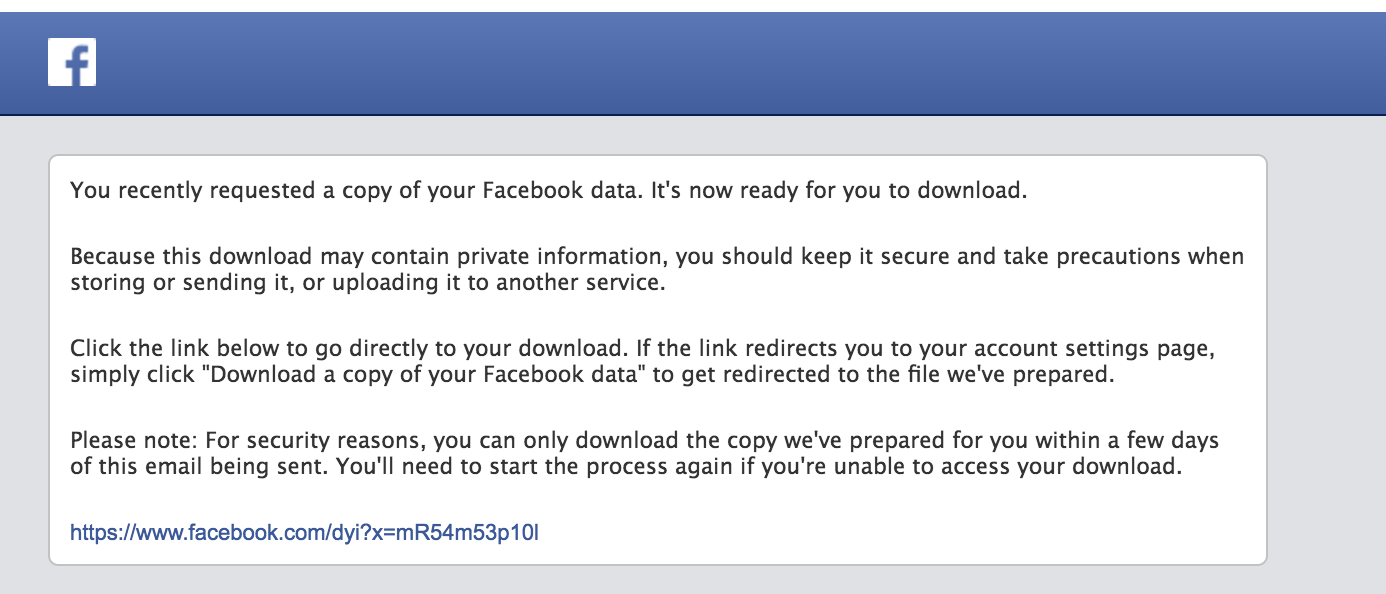 f
You recently requested a copy of your Facebook data. It's now ready for you to download.
Because this download may contain private information, you should keep it secure and take precautions when
storing or sending it, or uploading it to another service.
Click the link below to go directly to your download. If the link redirects you to your account settings page,
simply click "Download a copy of your Facebook data" to get redirected to the file we've prepared.
Please note: For security reasons, you can only download the copy we've prepared for you within a few days
of this email being sent. You'll need to start the process again if you're unable to access your download.
https://www.facebook.com/dyi?x=mR54m53p10l